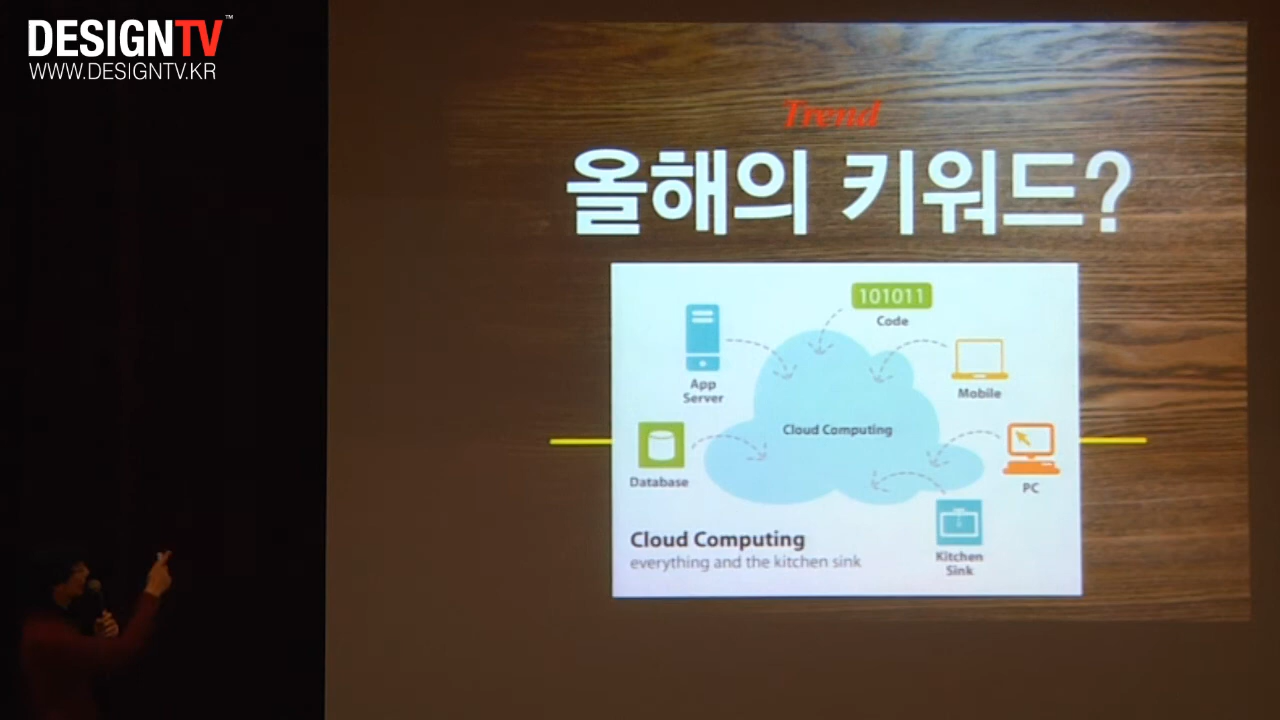 DESIGNTV™
WWW.DESIGNTV.KR
Trend
올해의 키워드?
101011
Code
App
Server
Mobile
Cloud Computing
Database
PC
Cloud Computing
everything and the kitchen sink
Kitchen
Sink